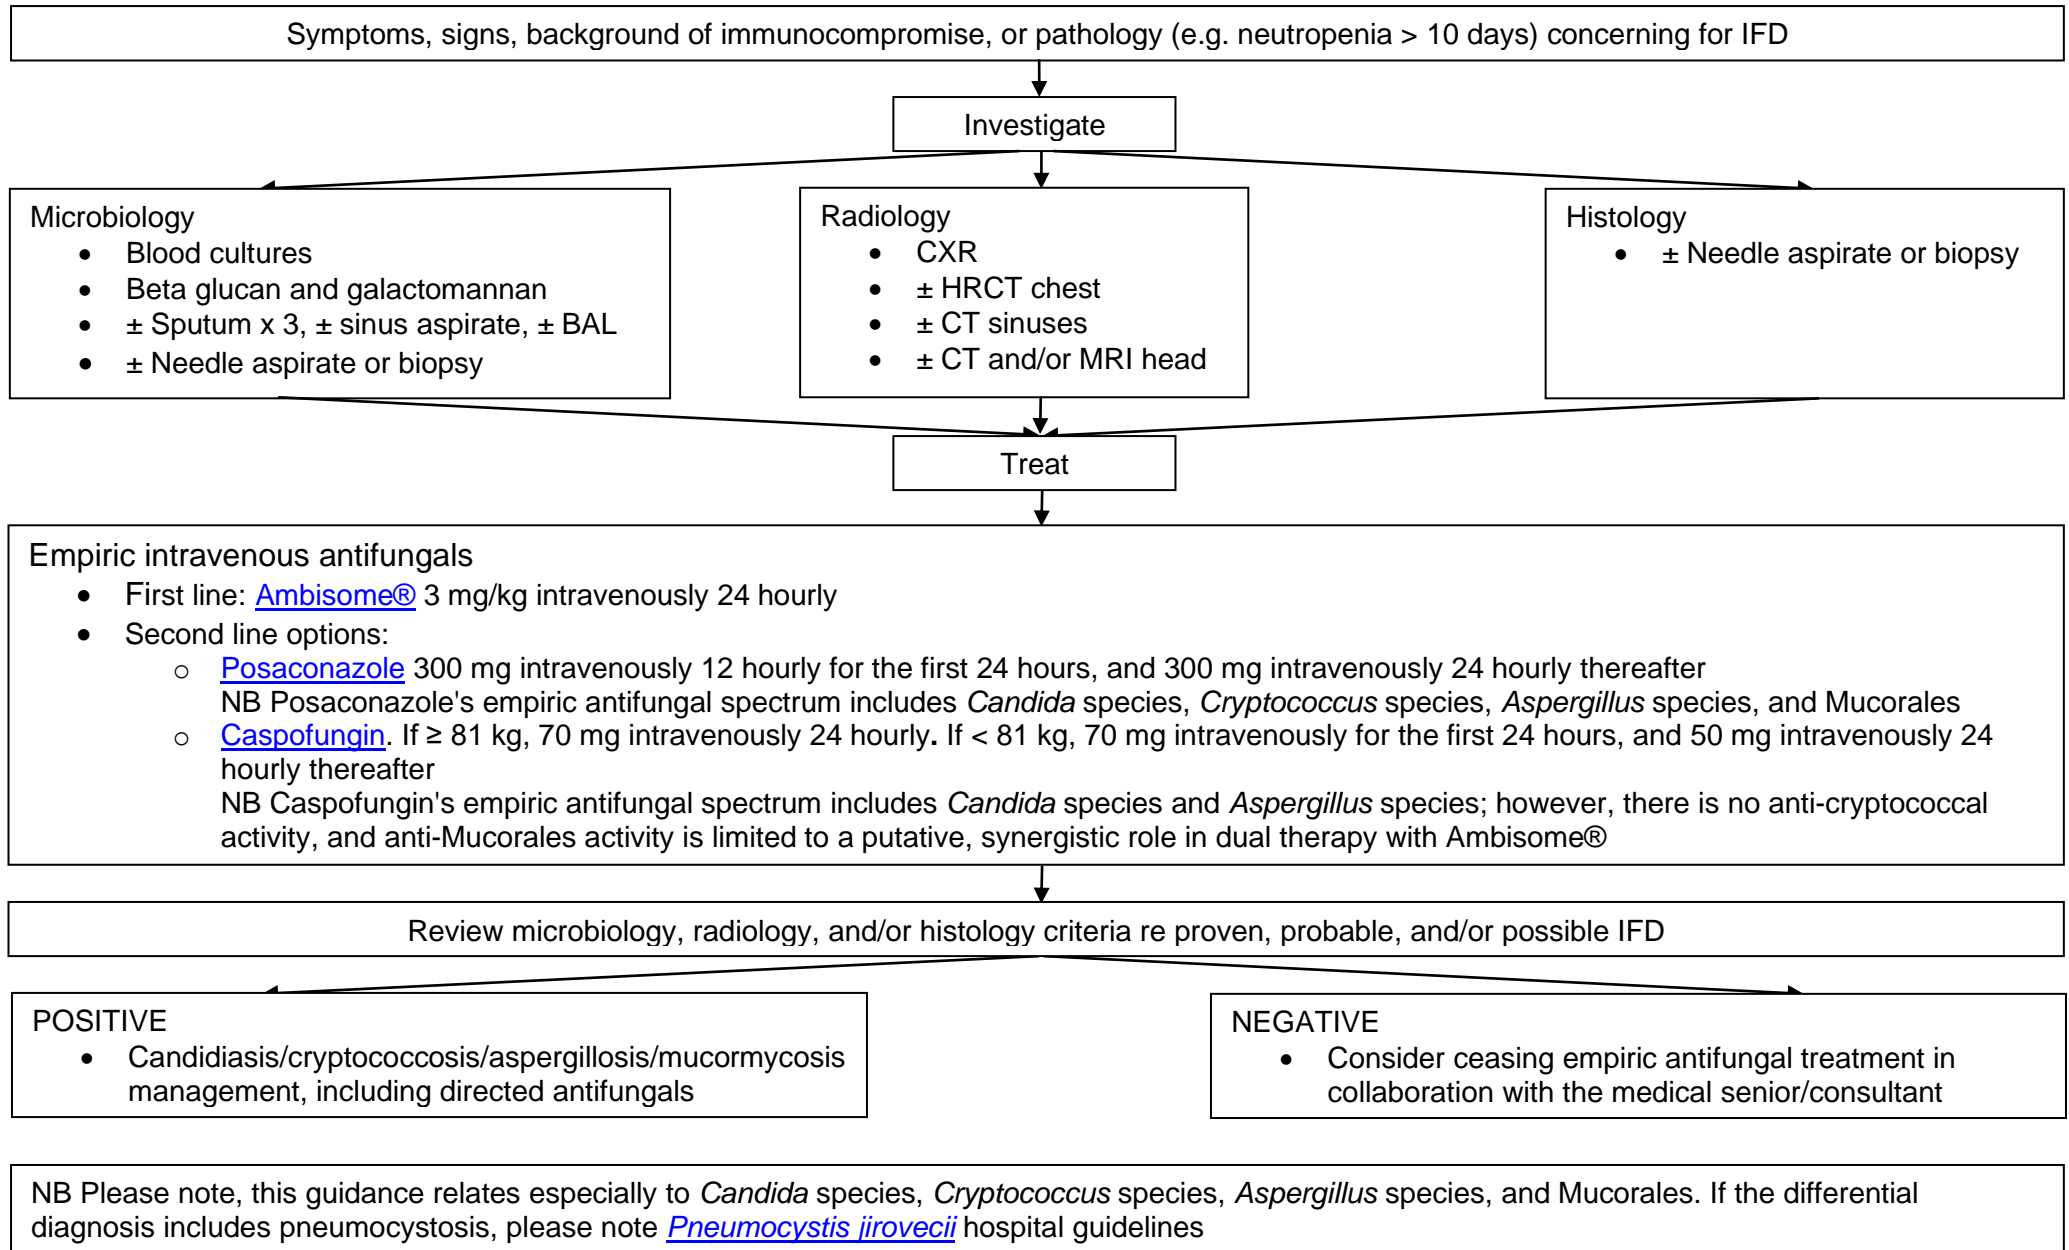 Symptoms, signs, background of immunocompromise, or pathology (e.g. neutropenia > 10 days) concerning for IFD
Investigate
Microbiology
• Blood cultures
• Beta glucan and galactomannan
• ± Sputum x 3, ± sinus aspirate, ± BAL
• ± Needle aspirate or biopsy
Radiology
• CXR
• ± HRCT chest
• ± CT sinuses
• ± CT and/or MRI head
Histology
• ± Needle aspirate or biopsy
Treat
Empiric intravenous antifungals
• First line: Ambisome® 3 mg/kg intravenously 24 hourly
• Second line options:
o Posaconazole 300 mg intravenously 12 hourly for the first 24 hours, and 300 mg intravenously 24 hourly thereafter
NB Posaconazole's empiric antifungal spectrum includes Candida species, Cryptococcus species, Aspergillus species, and Mucorales
o Caspofungin. If ≥ 81 kg, 70 mg intravenously 24 hourly. If < 81 kg, 70 mg intravenously for the first 24 hours, and 50 mg intravenously 24
hourly thereafter
NB Caspofungin's empiric antifungal spectrum includes Candida species and Aspergillus species; however, there is no anti-cryptococcal
activity, and anti-Mucorales activity is limited to a putative, synergistic role in dual therapy with Ambisome®
Review microbiology, radiology, and/or histology criteria re proven, probable, and/or possible IFD
POSITIVE
• Candidiasis/cryptococcosis/aspergillosis/mucormycosis
management, including directed antifungals
NEGATIVE
• Consider ceasing empiric antifungal treatment in
collaboration with the medical senior/consultant
NB Please note, this guidance relates especially to Candida species, Cryptococcus species, Aspergillus species, and Mucorales. If the differential
diagnosis includes pneumocystosis, please note Pneumocystis jirovecii hospital guidelines